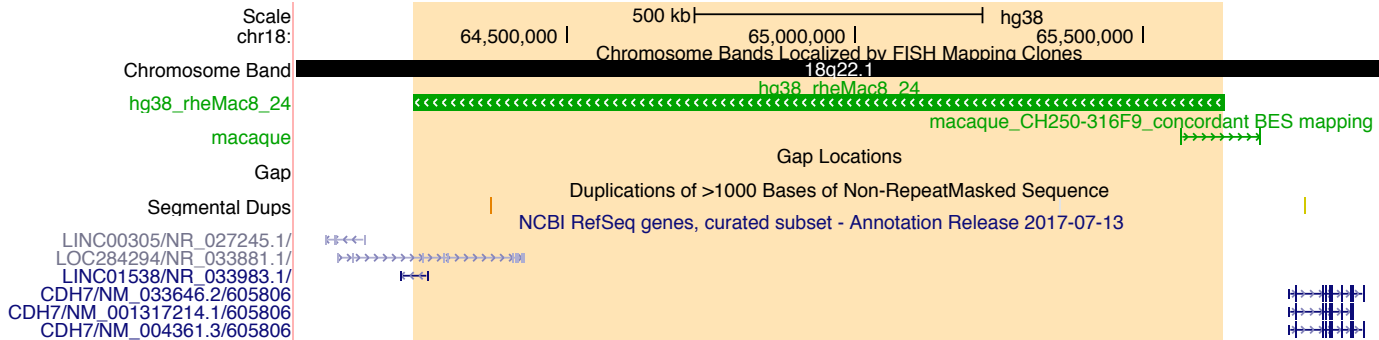 Scale 500 kb hg38
chr18: 64,500,000 65,000,000 65,500,000
Chromosome Bands Localized by FISH Mapping Clones
Chromosome Band 18q22.1
hg38_rheMac8_24
hg38_rheMac8_24
macaque_CH250-316F9_concordant BES mapping
macaque
Gap Locations
Gap
Duplications of >1000 Bases of Non-RepeatMasked Sequence
Segmental Dups
NCBI RefSeq genes, curated subset - Annotation Release 2017-07-13
LINC00305/NR_027245.1/
LOC284294/NR_033881.1/
LINC01538/NR_033983.1/
CDH7/NM_033646.2/605806
CDH7/NM_001317214.1/605806
CDH7/NM_004361.3/605806